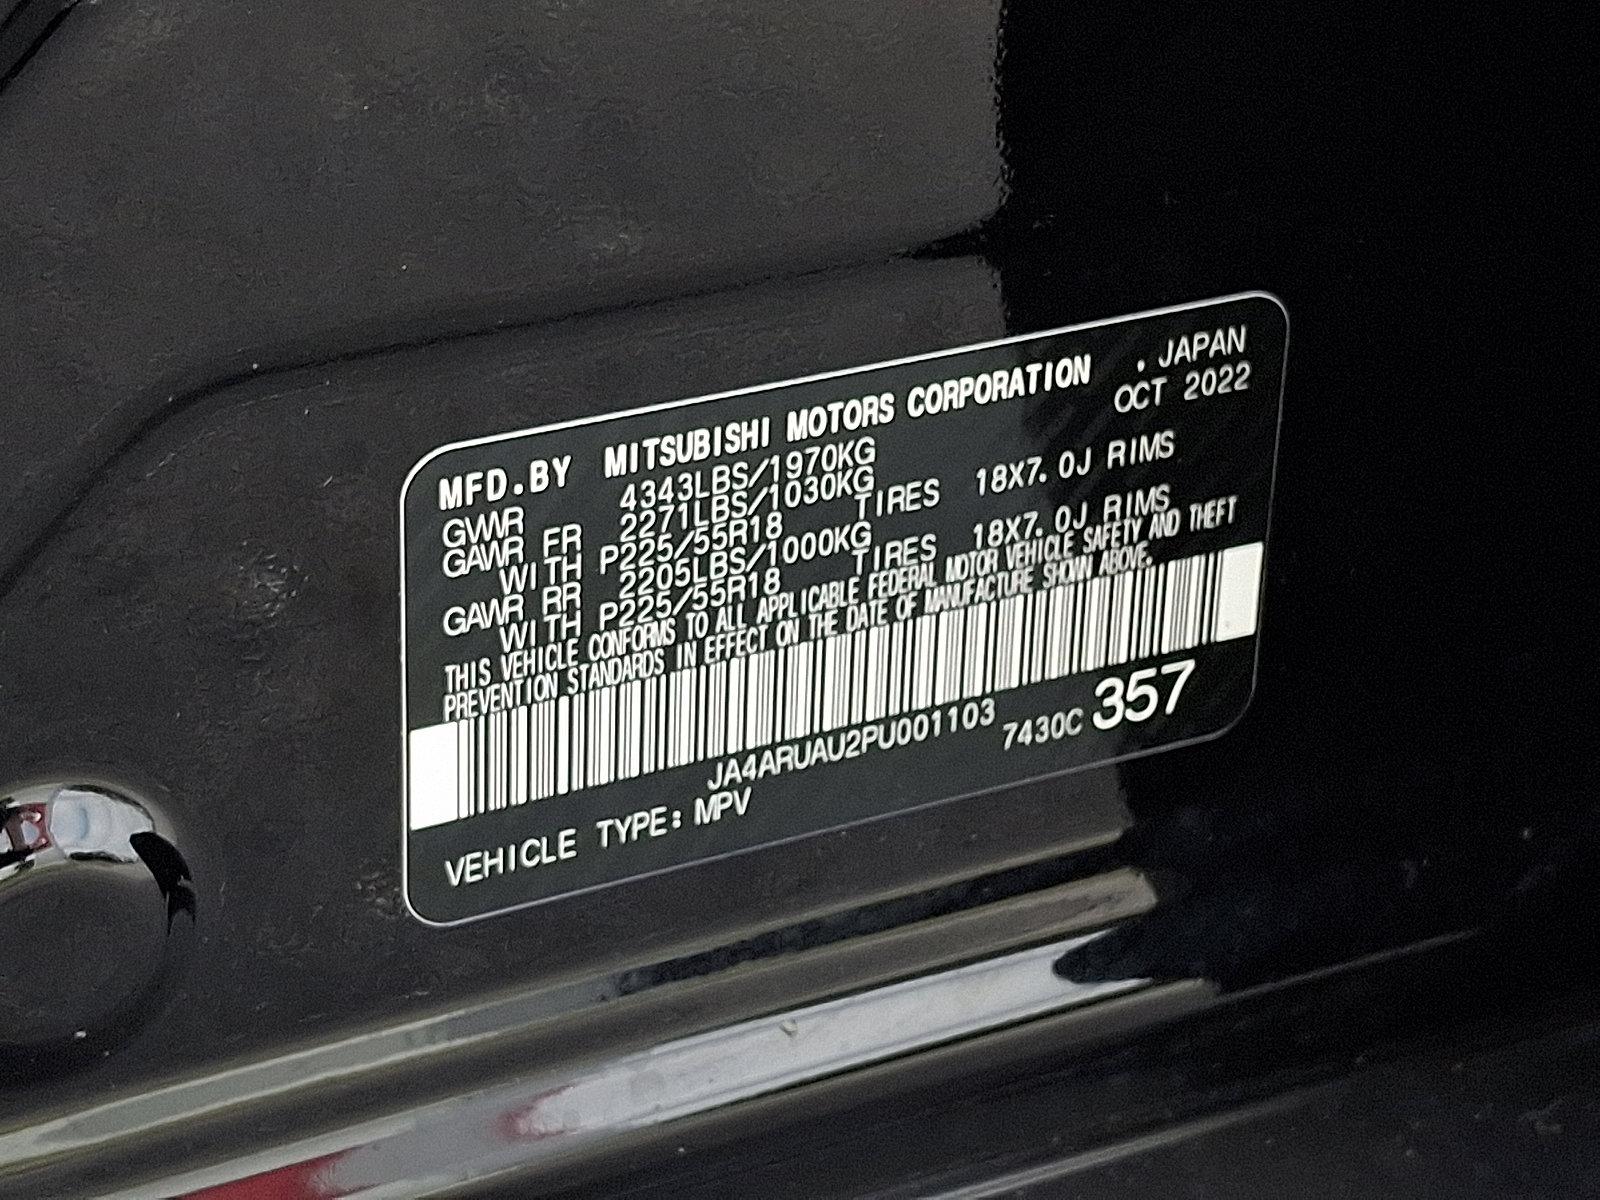 MFD.BY MITSUBISHI MOTORS CORPORATION , JAPAN
GVWR 4343LBS/1970KG OCT 2022
GAWR FR 2271LBS/1030KG
WITH P225/55R18 TIRES 18X7.0J RIMS
GAWR RR 2205LBS/1000KG
WITH P225/55R18 TIRES 18X7.0J RIMS
THIS VEHICLE CONFORMS TO ALL APPLICABLE FEDERAL MOTOR VEHICLE SAFETY AND THEFT
PREVENTION STANDARDS IN EFFECT ON THE DATE OF MANUFACTURE SHOWN ABOVE.
JA4ARUAU2PU001103 7430C 357
VEHICLE TYPE: MPV